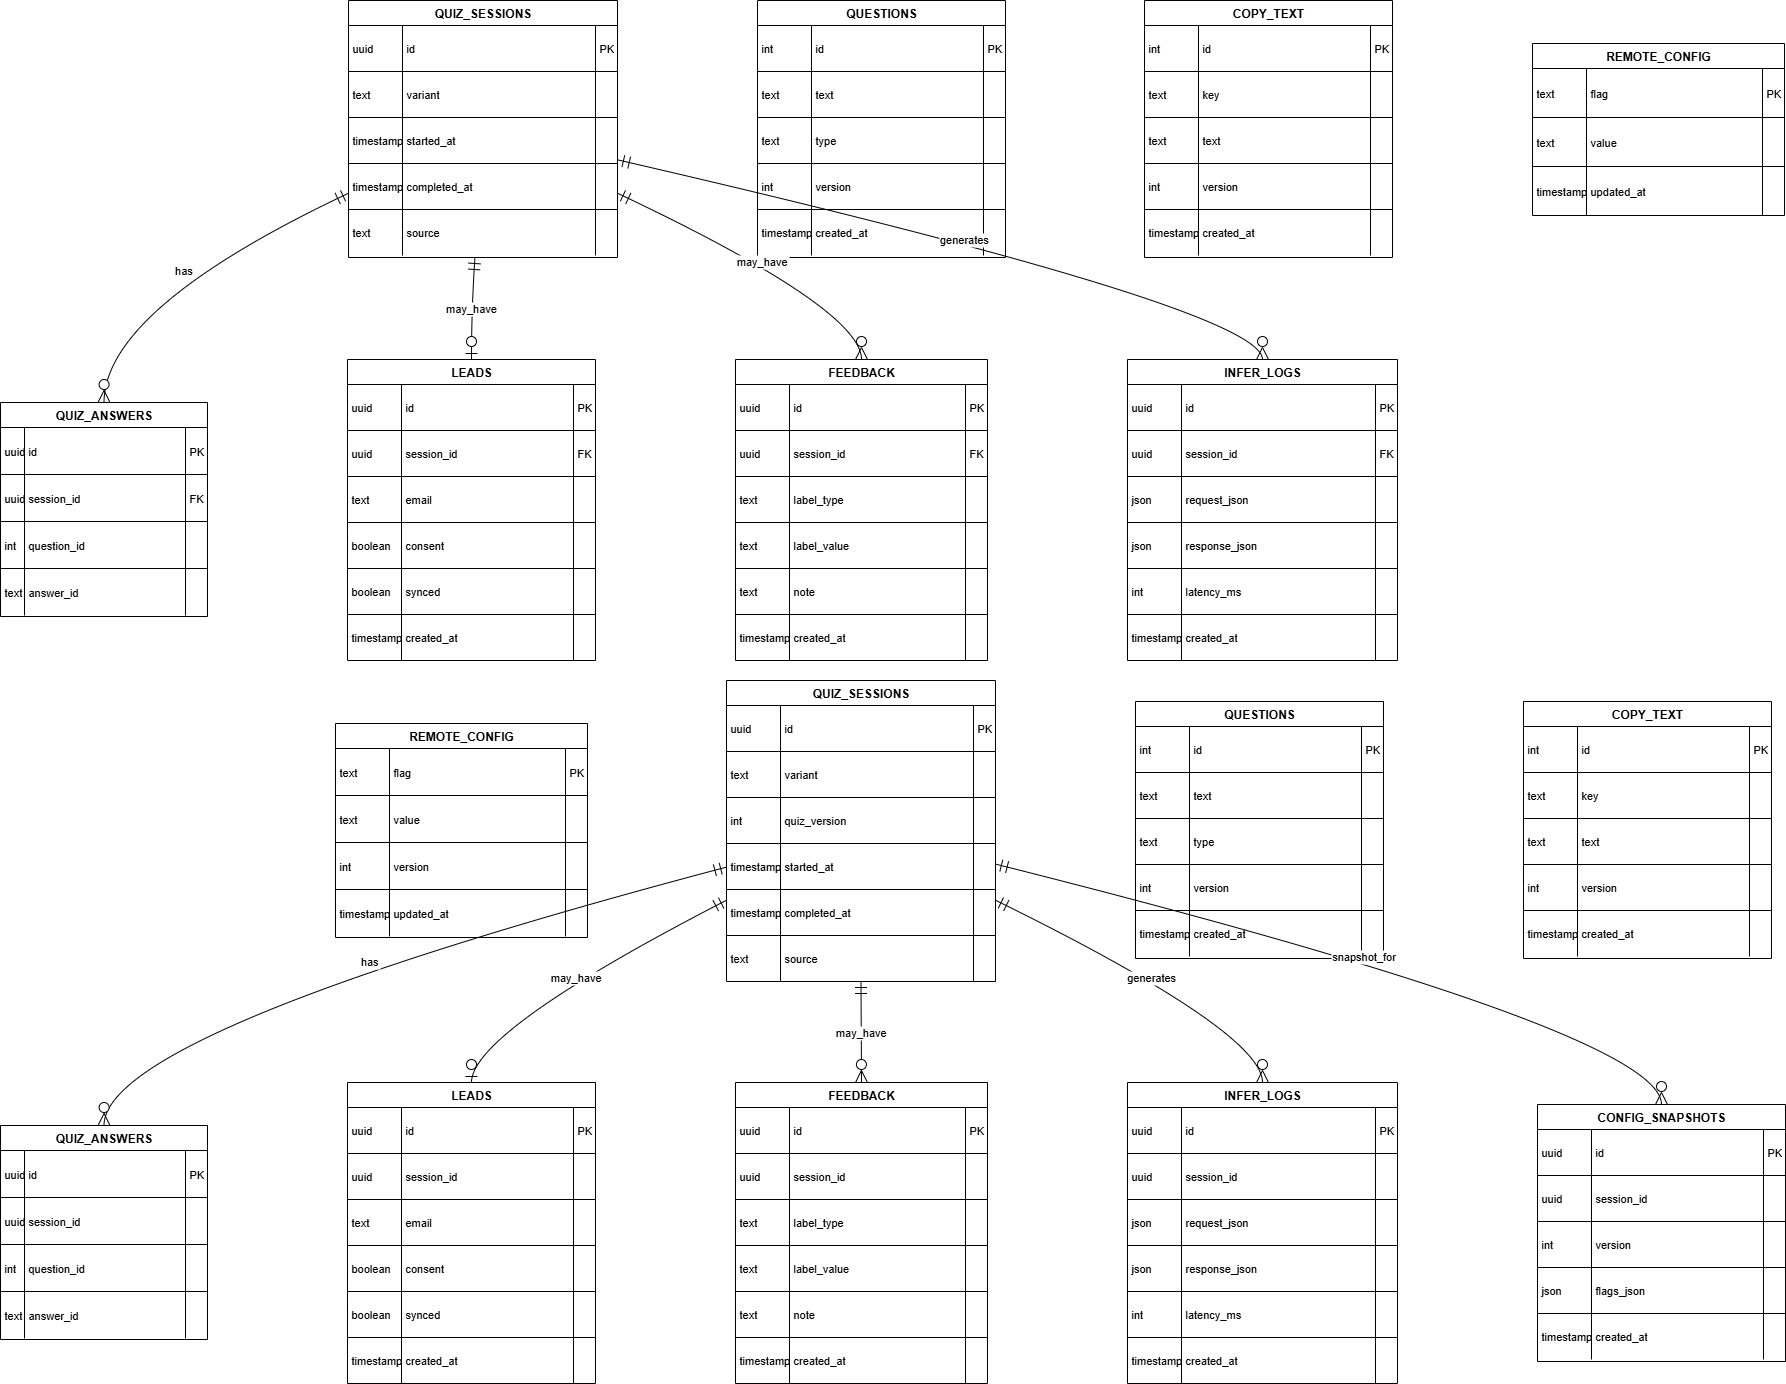 QUIZ_SESSIONS
uuid id PK
text variant
timestamp started_at
timestamp completed_at
text source
QUESTIONS
int id PK
text text
text type
int version
timestamp created_at
COPY_TEXT
int id PK
text key
text text
int version
timestamp created_at
REMOTE_CONFIG
text flag PK
text value
timestamp updated_at
has
may_have
may_have
generates
QUIZ_ANSWERS
uuid id PK
uuid session_id FK
int question_id
text answer_id
LEADS
uuid id PK
uuid session_id FK
text email
boolean consent
boolean synced
timestamp created_at
FEEDBACK
uuid id PK
uuid session_id FK
text label_type
text label_value
text note
timestamp created_at
INFER_LOGS
uuid id PK
uuid session_id FK
json request_json
json response_json
int latency_ms
timestamp created_at
REMOTE_CONFIG
text flag PK
text value
int version
timestamp updated_at
QUIZ_SESSIONS
uuid id PK
text variant
int quiz_version
timestamp started_at
timestamp completed_at
text source
QUESTIONS
int id PK
text text
text type
int version
timestamp created_at
COPY_TEXT
int id PK
text key
text text
int version
timestamp created_at
has
may_have
may_have
generates
snapshot_for
QUIZ_ANSWERS
uuid id PK
uuid session_id
int question_id
text answer_id
LEADS
uuid id PK
uuid session_id
text email
boolean consent
boolean synced
timestamp created_at
FEEDBACK
uuid id PK
uuid session_id
text label_type
text label_value
text note
timestamp created_at
INFER_LOGS
uuid id PK
uuid session_id
json request_json
json response_json
int latency_ms
timestamp created_at
CONFIG_SNAPSHOTS
uuid id PK
uuid session_id
int version
json flags_json
timestamp created_at